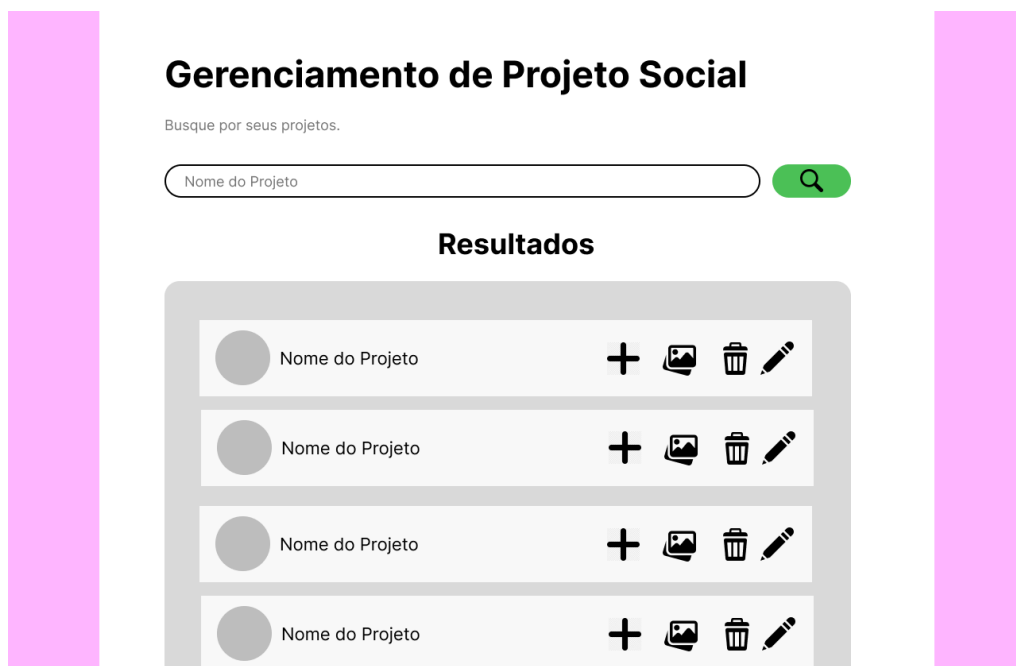 Gerenciamento de Projeto Social
Busque por seus projetos.
Nome do Projeto
Resultados
Nome do Projeto
Nome do Projeto
Nome do Projeto
Nome do Projeto